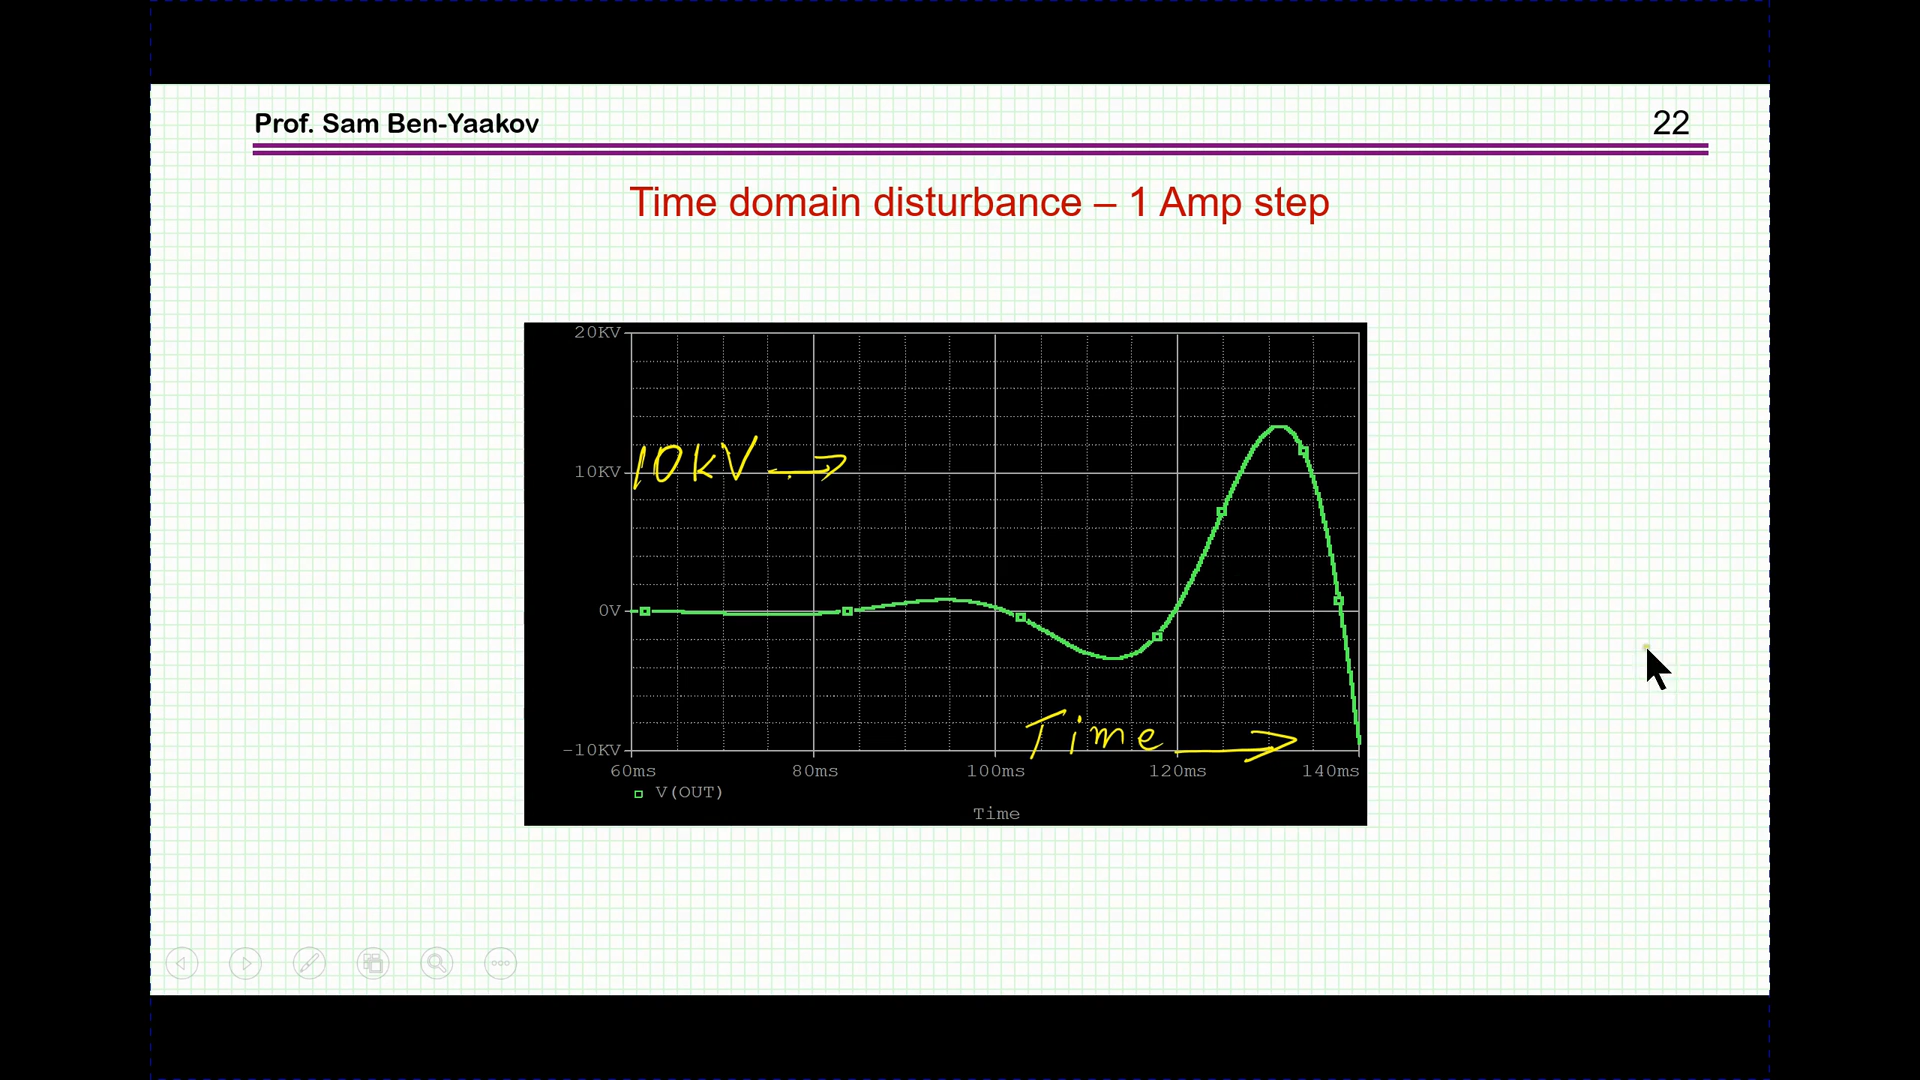 Prof. Sam Ben-Yaakov
22
Time domain disturbance – 1 Amp step
20KV
10kV
10KV
0V
Time
-10KV
60ms 80ms 100ms 120ms 140ms
V(OUT)
Time